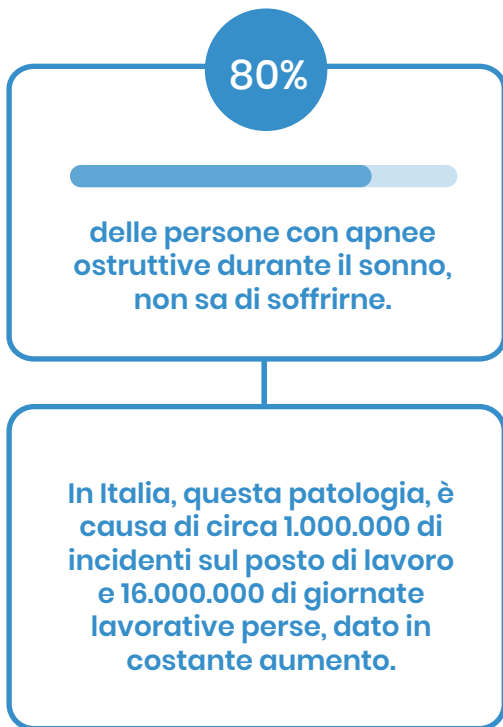 80%
delle persone con apnee
ostruttive durante il sonno,
non sa di soffrirne.
In Italia, questa patologia, è
causa di circa 1.000.000 di
incidenti sul posto di lavoro
e 16.000.000 di giornate
lavorative perse, dato in
costante aumento.